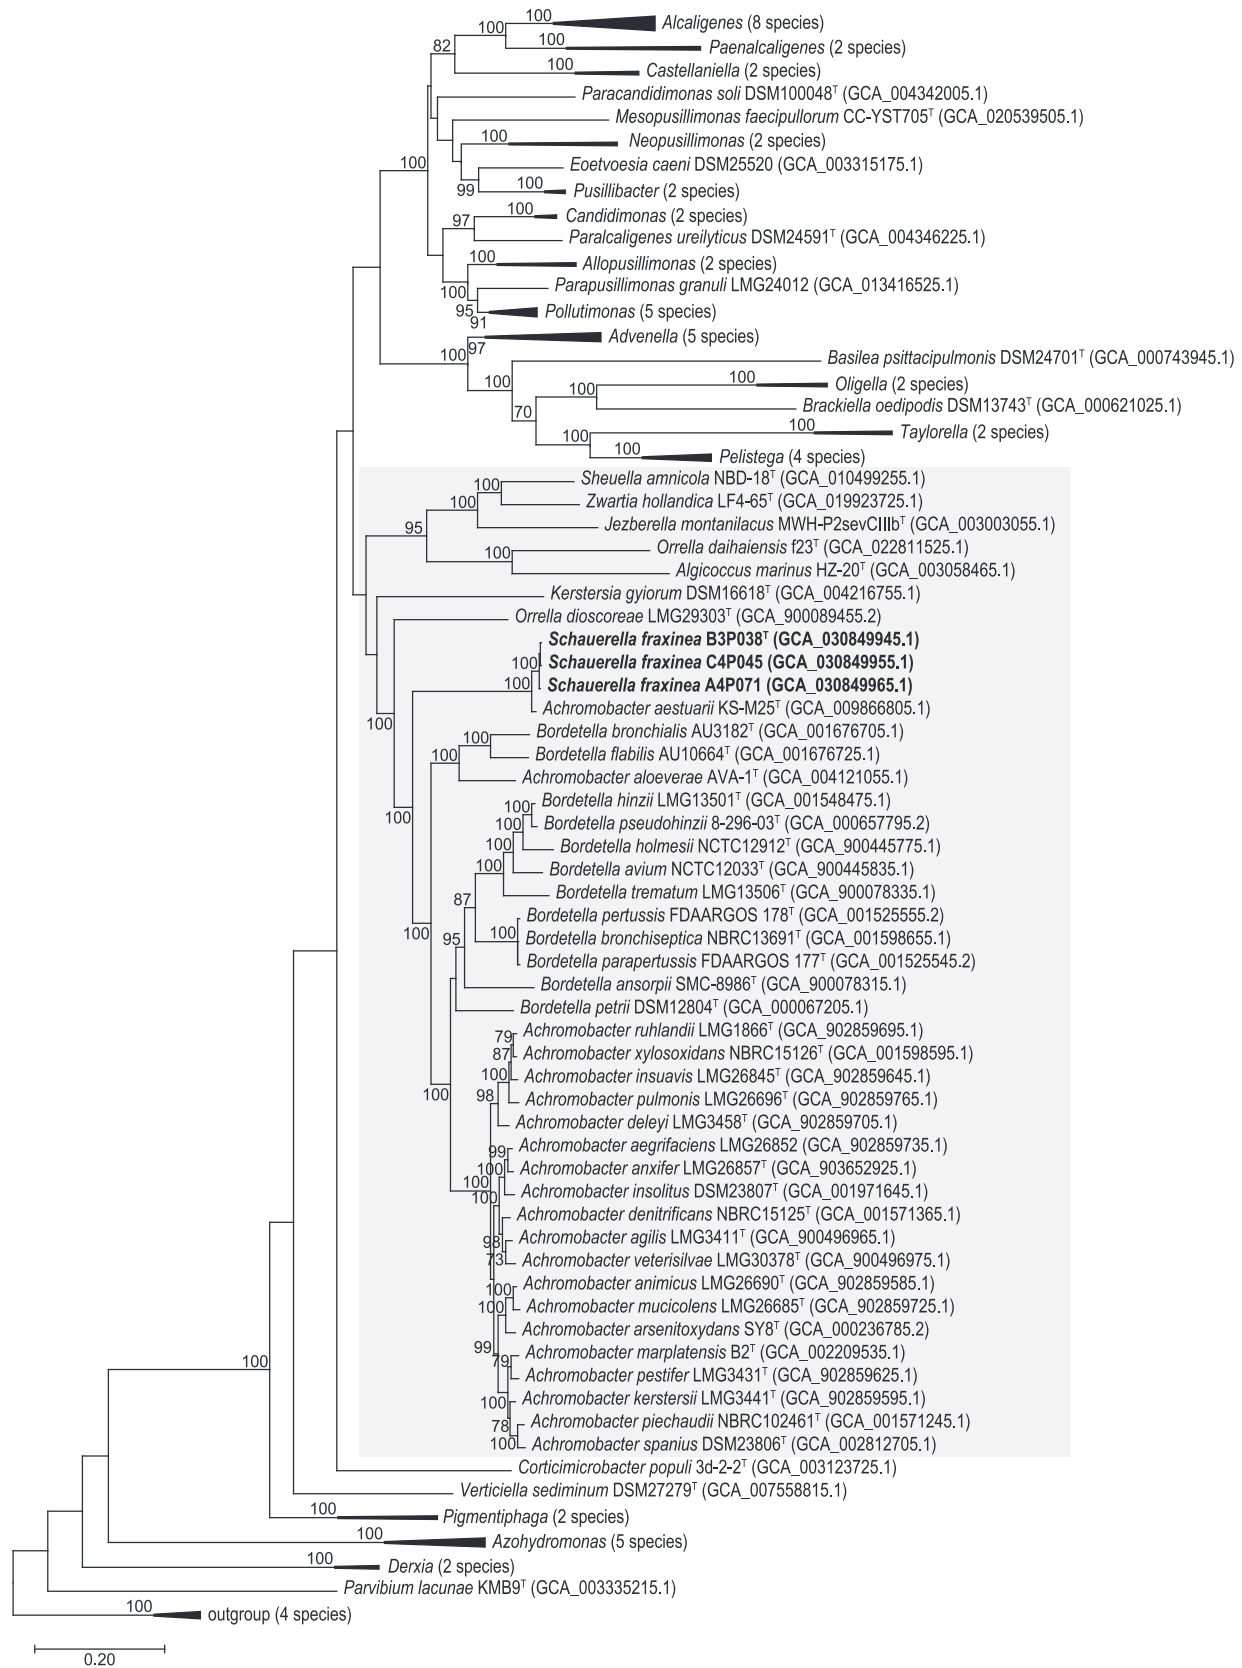 100 Alcaligenes (8 species)
100
100 Paenalcaligenes (2 species)
82
100 Castellaniella (2 species)
Paracandidimonas soli DSM100048ᵀ (GCA_004342005.1)
Mesopusillimonas faecipullorum CC-YST705ᵀ (GCA_020539505.1)
100 Neopusillimonas (2 species)
100
Eoetvoesia caeni DSM25520 (GCA_003315175.1)
99 100 Pusillibacter (2 species)
100 Candidimonas (2 species)
97
Paralcaligenes ureilyticus DSM24591ᵀ (GCA_004346225.1)
100 Allopusillimonas (2 species)
100
Parapusillimonas granuli LMG24012 (GCA_013416525.1)
95 Pollutimonas (5 species)
91
Advenella (5 species)
100 97
Basilea psittacipulmonis DSM24701ᵀ (GCA_000743945.1)
100
100 Oligella (2 species)
100
Brackiella oedipodis DSM13743ᵀ (GCA_000621025.1)
70
100 Taylorella (2 species)
100
100 Pelistega (4 species)
Sheuella amnicola NBD-18ᵀ (GCA_010499255.1)
100
Zwartia hollandica LF4-65ᵀ (GCA_019923725.1)
100
Jezberella montanilacus MWH-P2sevCIIIbᵀ (GCA_003003055.1)
95
Orrella daihaiensis f23ᵀ (GCA_022811525.1)
100
Algicoccus marinus HZ-20ᵀ (GCA_003058465.1)
Kerstersia gyiorum DSM16618ᵀ (GCA_004216755.1)
Orrella dioscoreae LMG29303ᵀ (GCA_900089455.2)
Schauerella fraxinea B3P038ᵀ (GCA_030849945.1)
100 Schauerella fraxinea C4P045 (GCA_030849955.1)
100 Schauerella fraxinea A4P071 (GCA_030849965.1)
Achromobacter aestuarii KS-M25ᵀ (GCA_009866805.1)
100
Bordetella bronchialis AU3182ᵀ (GCA_001676705.1)
100
Bordetella flabilis AU10664ᵀ (GCA_001676725.1)
100
Achromobacter aloeverae AVA-1ᵀ (GCA_004121055.1)
Bordetella hinzii LMG13501ᵀ (GCA_001548475.1)
100
100
Bordetella pseudohinzii 8-296-03ᵀ (GCA_000657795.2)
100
Bordetella holmesii NCTC12912ᵀ (GCA_900445775.1)
100
Bordetella avium NCTC12033ᵀ (GCA_900445835.1)
100
Bordetella trematum LMG13506ᵀ (GCA_900078335.1)
87
Bordetella pertussis FDAARGOS 178ᵀ (GCA_001525555.2)
100
100 Bordetella bronchiseptica NBRC13691ᵀ (GCA_001598655.1)
95
Bordetella parapertussis FDAARGOS 177ᵀ (GCA_001525545.2)
Bordetella ansorpii SMC-8986ᵀ (GCA_900078315.1)
Bordetella petrii DSM12804ᵀ (GCA_000067205.1)
Achromobacter ruhlandii LMG1866ᵀ (GCA_902859695.1)
79
87 Achromobacter xylosoxidans NBRC15126ᵀ (GCA_001598595.1)
100 Achromobacter insuavis LMG26845ᵀ (GCA_902859645.1)
100 98
Achromobacter pulmonis LMG26696ᵀ (GCA_902859765.1)
Achromobacter deleyi LMG3458ᵀ (GCA_902859705.1)
Achromobacter aegrifaciens LMG26852 (GCA_902859735.1)
99
100 Achromobacter anxifer LMG26857ᵀ (GCA_903652925.1)
100
Achromobacter insolitus DSM23807ᵀ (GCA_001971645.1)
100
Achromobacter denitrificans NBRC15125ᵀ (GCA_001571365.1)
Achromobacter agilis LMG3411ᵀ (GCA_900496965.1)
98
73 Achromobacter veterisilvae LMG30378ᵀ (GCA_900496975.1)
Achromobacter animicus LMG26690ᵀ (GCA_902859585.1)
100
100 Achromobacter mucicolens LMG26685ᵀ (GCA_902859725.1)
Achromobacter arsenitoxydans SY8ᵀ (GCA_000236785.2)
99
Achromobacter marplatensis B2ᵀ (GCA_002209535.1)
79
Achromobacter pestifer LMG3431ᵀ (GCA_902859625.1)
100
Achromobacter kerstersii LMG3441ᵀ (GCA_902859595.1)
78 Achromobacter piechaudii NBRC102461ᵀ (GCA_001571245.1)
100 Achromobacter spanius DSM23806ᵀ (GCA_002812705.1)
100
Corticimicrobacter populi 3d-2-2ᵀ (GCA_003123725.1)
Verticiella sediminum DSM27279ᵀ (GCA_007558815.1)
100 Pigmentiphaga (2 species)
100 Azohydromonas (5 species)
100 Derxia (2 species)
Parvibium lacunae KMB9ᵀ (GCA_003335215.1)
100 outgroup (4 species)
0.20